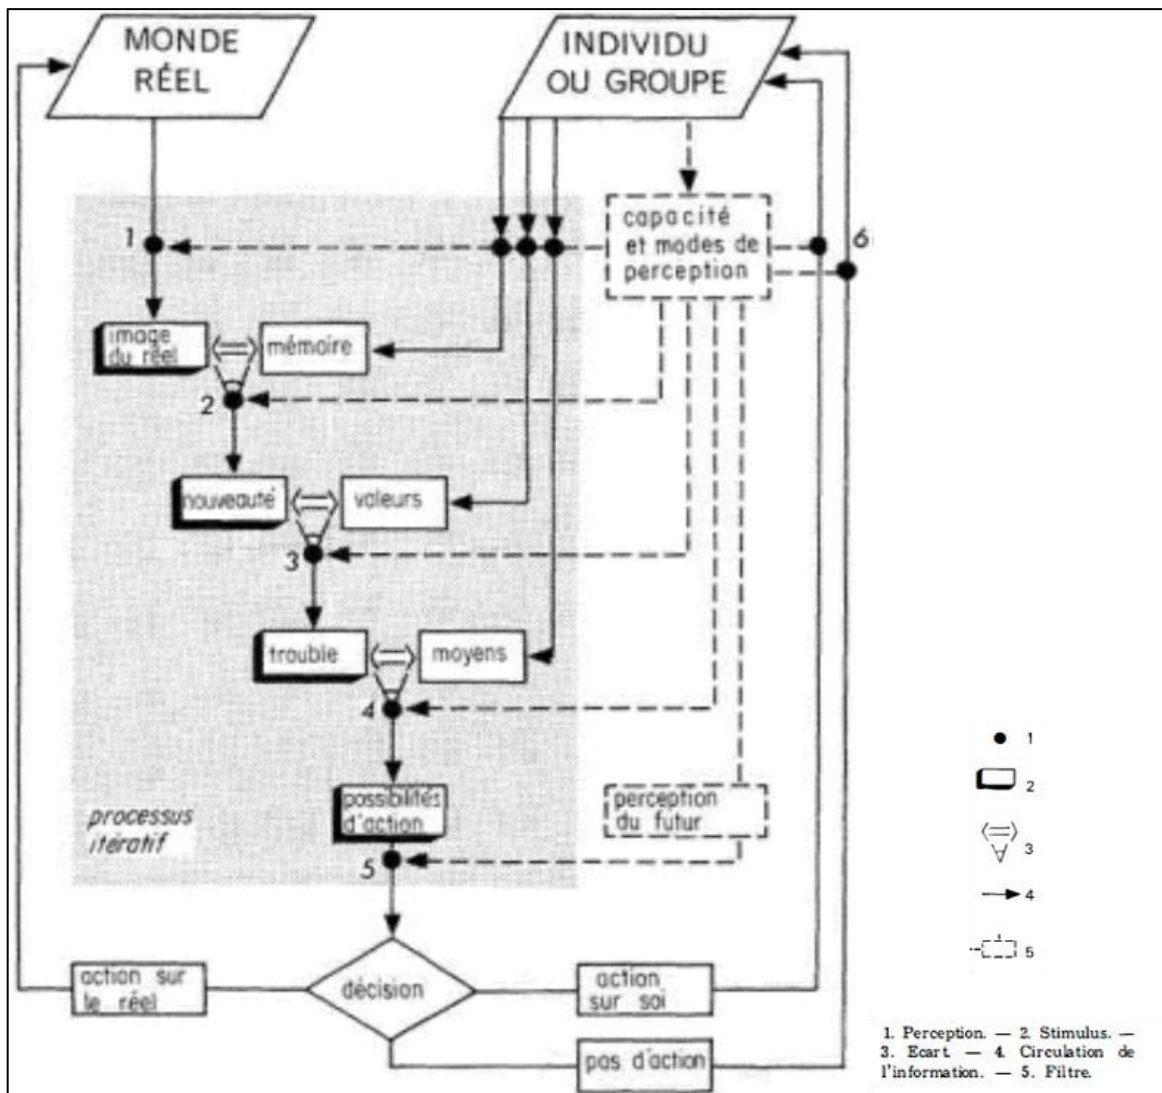 MONDE
RÉEL
INDIVIDU
OU GROUPE
capacité
et modes de
perception
1
6
image
du réel
mémoire
2
nouveauté
valeurs
3
trouble
moyens
4
possibilités
d'action
perception
du futur
processus
itératif
5
action sur
le réel
décision
action
sur soi
pas d'action
1
2
3
4
5
1. Perception. — 2. Stimulus. —
3. Ecart. — 4. Circulation de
l'information. — 5. Filtre.